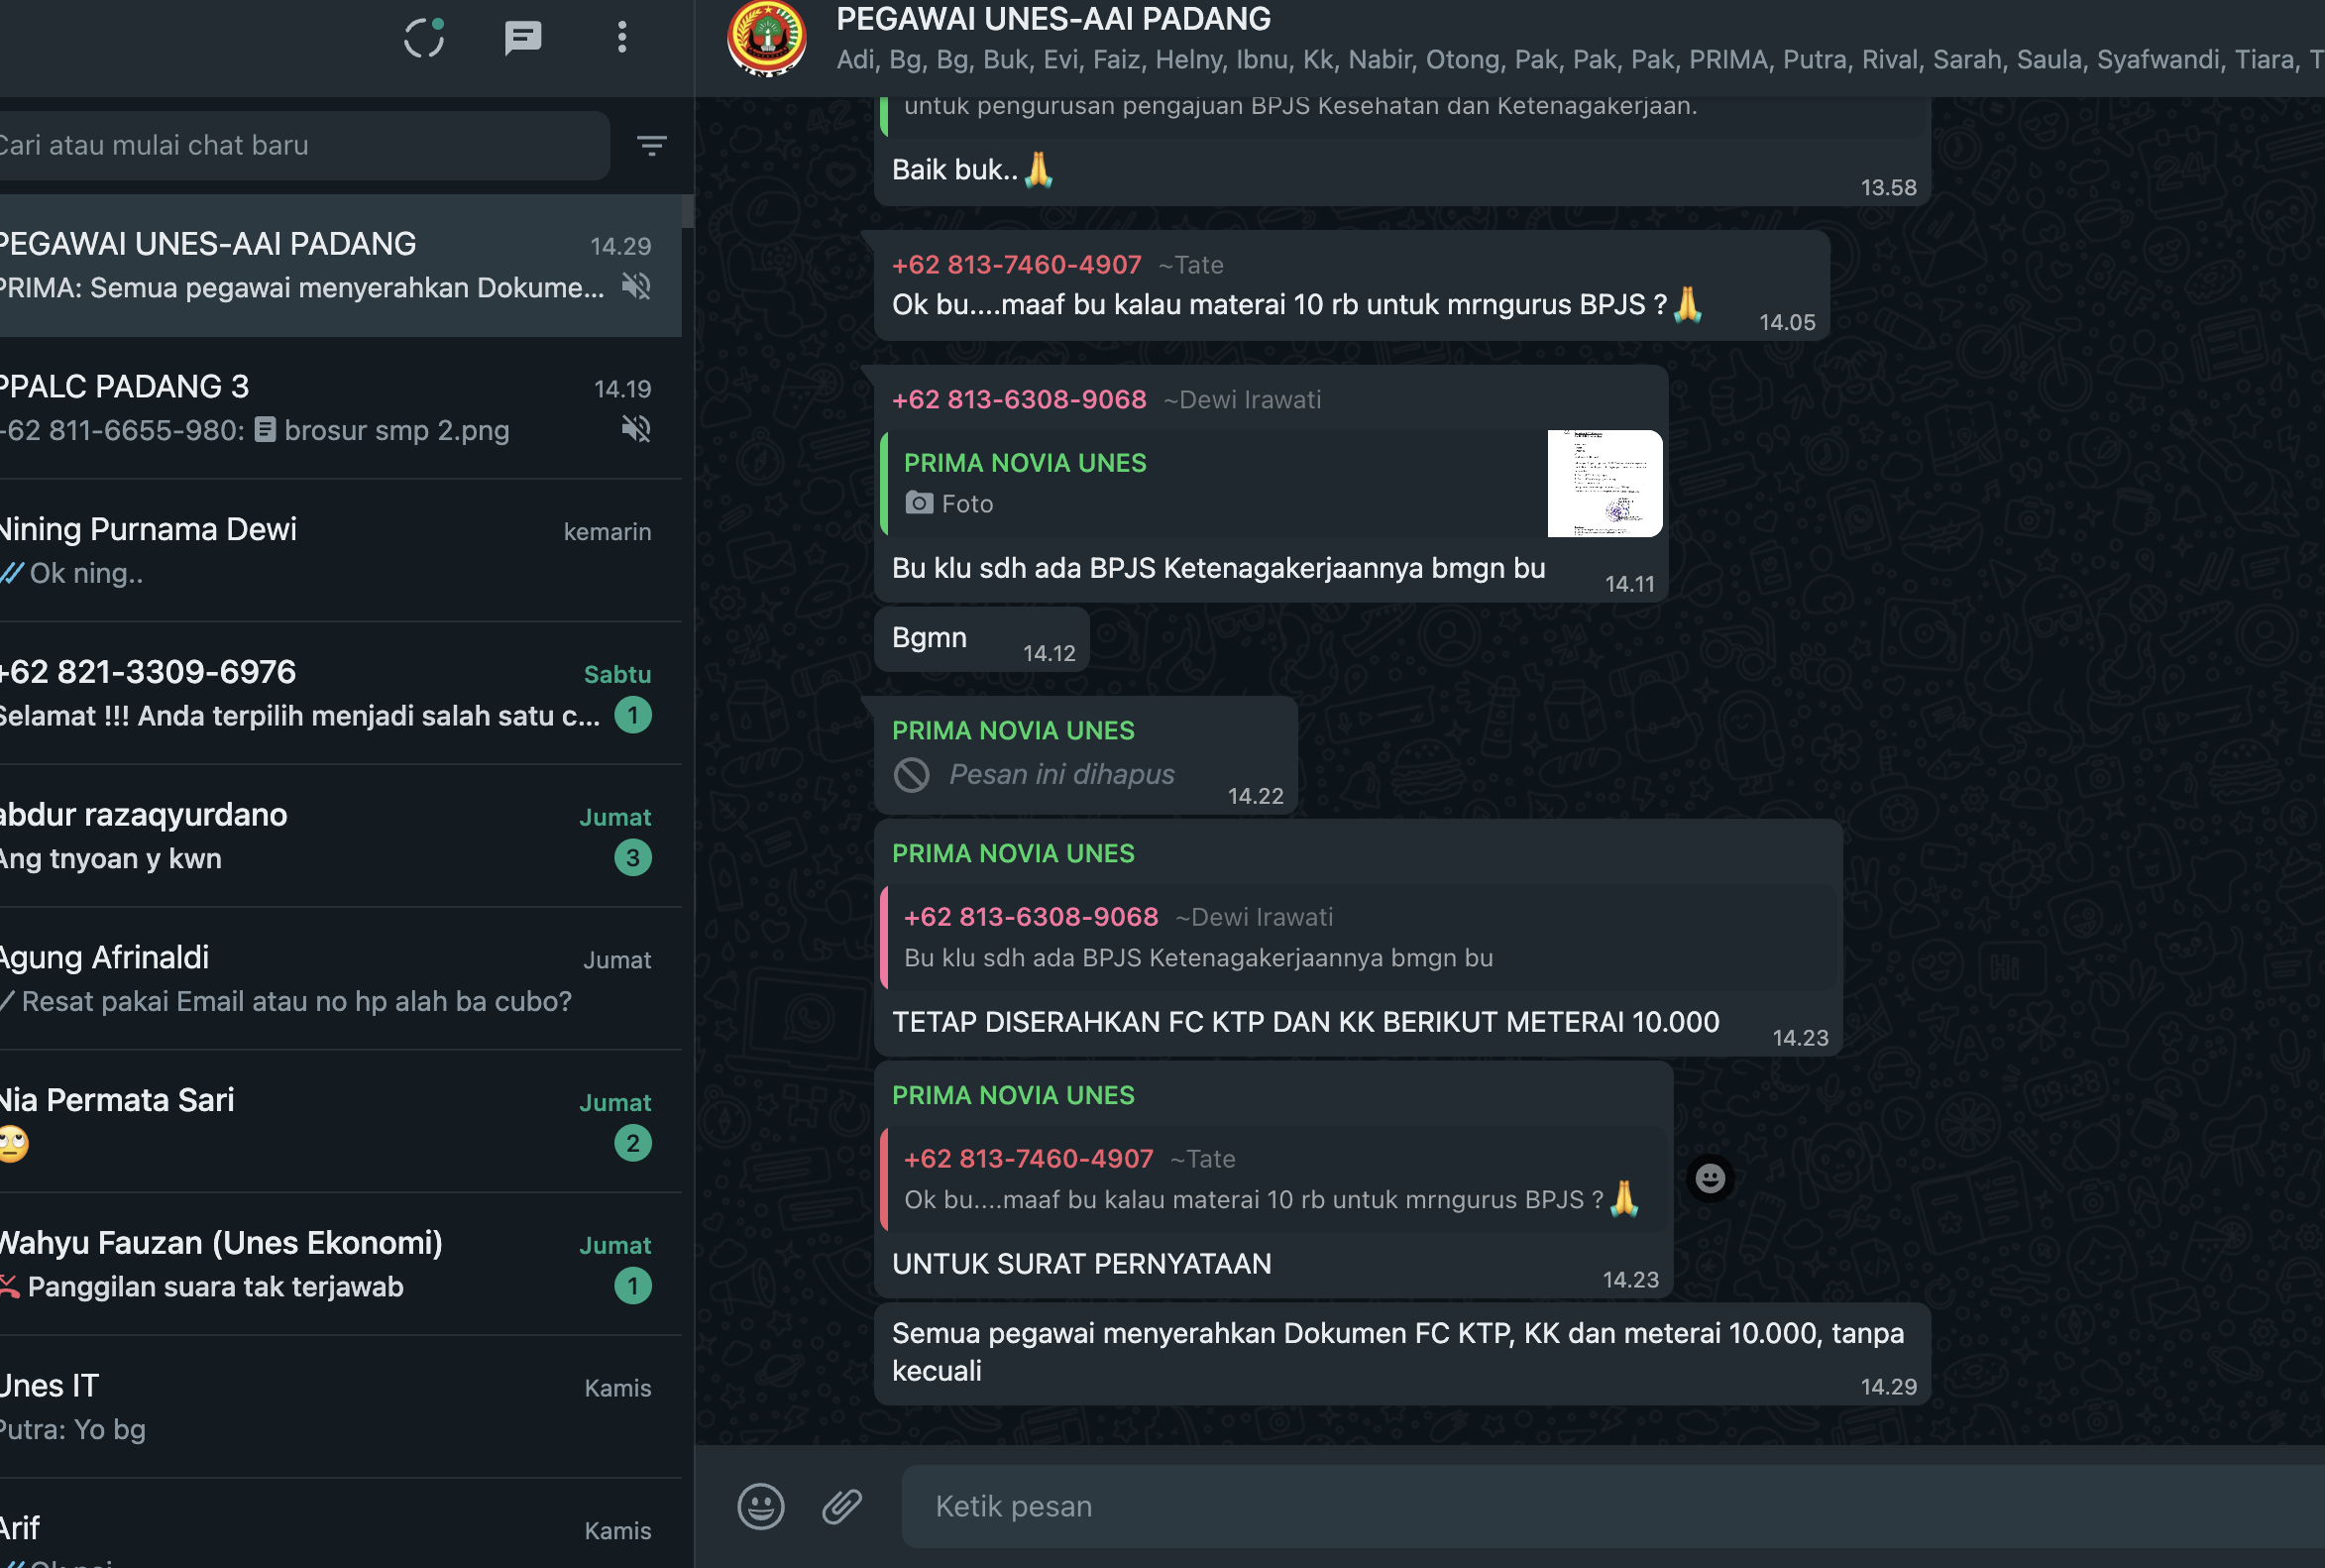 Cari atau mulai chat baru
PEGAWAI UNES-AAI PADANG
14.29
PRIMA: Semua pegawai menyerahkan Dokume...
PPALC PADANG 3
14.19
+62 811-6655-980: brosur smp 2.png
Nining Purnama Dewi
kemarin
Ok ning..
+62 821-3309-6976
Sabtu
Selamat !!! Anda terpilih menjadi salah satu c...
1
abdur razaqyurdano
Jumat
Ang tnyoan y kwn
3
Agung Afrinaldi
Jumat
Resat pakai Email atau no hp alah ba cubo?
Nia Permata Sari
Jumat
🙄
2
Wahyu Fauzan (Unes Ekonomi)
Jumat
Panggilan suara tak terjawab
1
Unes IT
Kamis
Putra: Yo bg
Arif
Kamis
PEGAWAI UNES-AAI PADANG
Adi, Bg, Bg, Buk, Evi, Faiz, Helny, Ibnu, Kk, Nabir, Otong, Pak, Pak, Pak, PRIMA, Putra, Rival, Sarah, Saula, Syafwandi, Tiara, T
untuk pengurusan pengajuan BPJS Kesehatan dan Ketenagakerjaan.
Baik buk..🙏
13.58
+62 813-7460-4907 ~Tate
Ok bu....maaf bu kalau materai 10 rb untuk mrngurus BPJS ?🙏
14.05
+62 813-6308-9068 ~Dewi Irawati
PRIMA NOVIA UNES
Foto
Bu klu sdh ada BPJS Ketenagakerjaannya bmgn bu
14.11
Bgmn
14.12
PRIMA NOVIA UNES
Pesan ini dihapus
14.22
PRIMA NOVIA UNES
+62 813-6308-9068 ~Dewi Irawati
Bu klu sdh ada BPJS Ketenagakerjaannya bmgn bu
TETAP DISERAHKAN FC KTP DAN KK BERIKUT METERAI 10.000
14.23
PRIMA NOVIA UNES
+62 813-7460-4907 ~Tate
Ok bu....maaf bu kalau materai 10 rb untuk mrngurus BPJS ?🙏
UNTUK SURAT PERNYATAAN
14.23
Semua pegawai menyerahkan Dokumen FC KTP, KK dan meterai 10.000, tanpa
kecuali
14.29
Ketik pesan